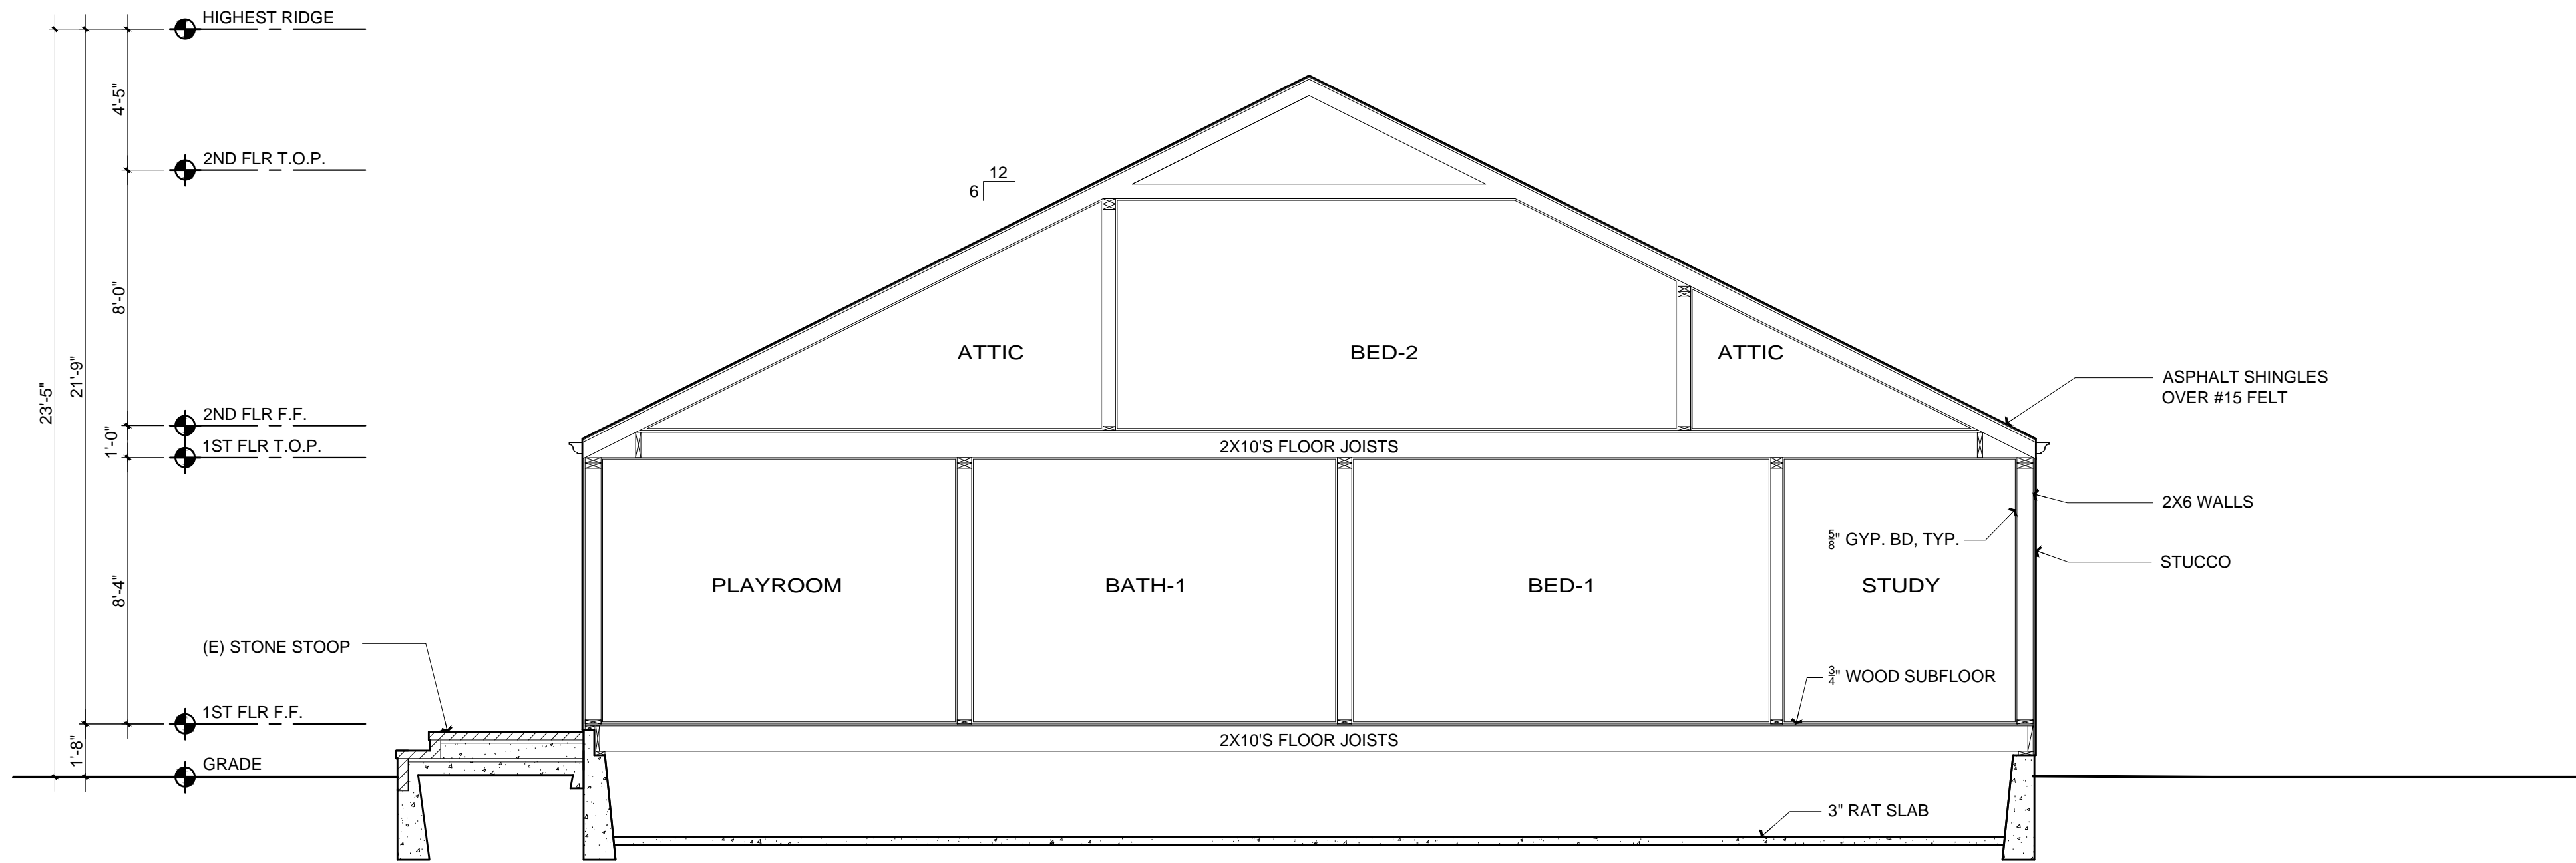 HIGHEST RIDGE
4'-5"
2ND FLR T.O.P.
12
6
8'-0"
21'-9"
23'-5"
ATTIC
BED-2
ATTIC
ASPHALT SHINGLES
OVER #15 FELT
2ND FLR F.F.
1'-0"
1ST FLR T.O.P.
2X10'S FLOOR JOISTS
2X6 WALLS
5/8" GYP. BD, TYP.
STUCCO
8'-4"
PLAYROOM
BATH-1
BED-1
STUDY
(E) STONE STOOP
3/4" WOOD SUBFLOOR
1ST FLR F.F.
2X10'S FLOOR JOISTS
1'-8"
GRADE
3" RAT SLAB